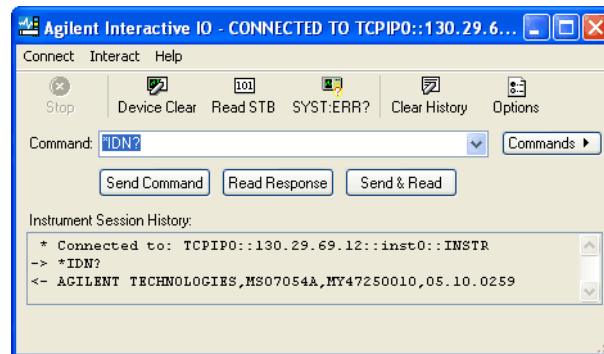 Agilent Interactive IO - CONNECTED TO TCPIP0::130.29.6...
Connect Interact Help
Stop Device Clear Read STB SYST:ERR? Clear History Options
Command: *IDN? Commands
Send Command Read Response Send & Read
Instrument Session History:
* Connected to: TCPIP0::130.29.69.12::inst0::INSTR
-> *IDN?
<- AGILENT TECHNOLOGIES,MSO7054A,MY47250010,05.10.0259